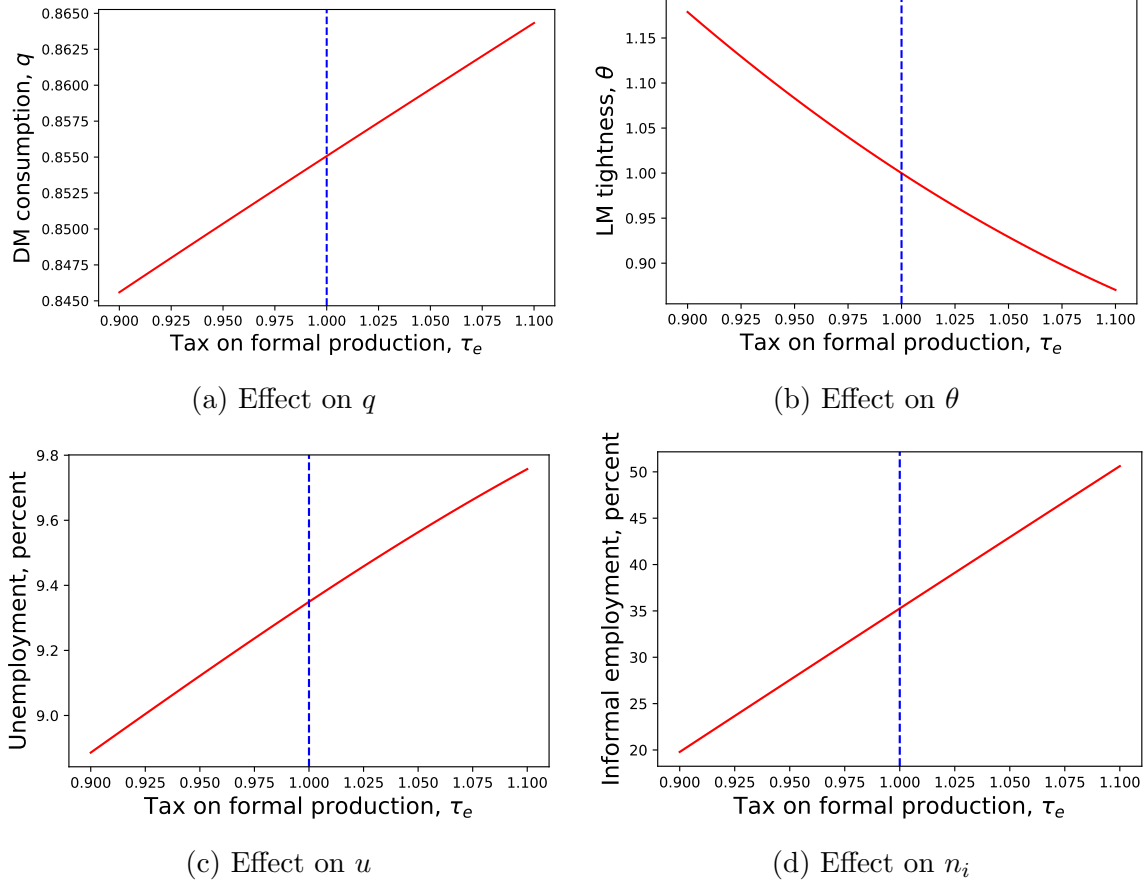 0.8650
0.8625
0.8600
0.8575
0.8550
0.8525
0.8500
0.8475
0.8450
DM consumption, q
0.900 0.925 0.950 0.975 1.000 1.025 1.050 1.075 1.100
Tax on formal production, τe
(a) Effect on q
1.15
1.10
1.05
1.00
0.95
0.90
LM tightness, θ
0.900 0.925 0.950 0.975 1.000 1.025 1.050 1.075 1.100
Tax on formal production, τe
(b) Effect on θ
9.8
9.6
9.4
9.2
9.0
Unemployment, percent
0.900 0.925 0.950 0.975 1.000 1.025 1.050 1.075 1.100
Tax on formal production, τe
(c) Effect on u
50
45
40
35
30
25
20
Informal employment, percent
0.900 0.925 0.950 0.975 1.000 1.025 1.050 1.075 1.100
Tax on formal production, τe
(d) Effect on ni